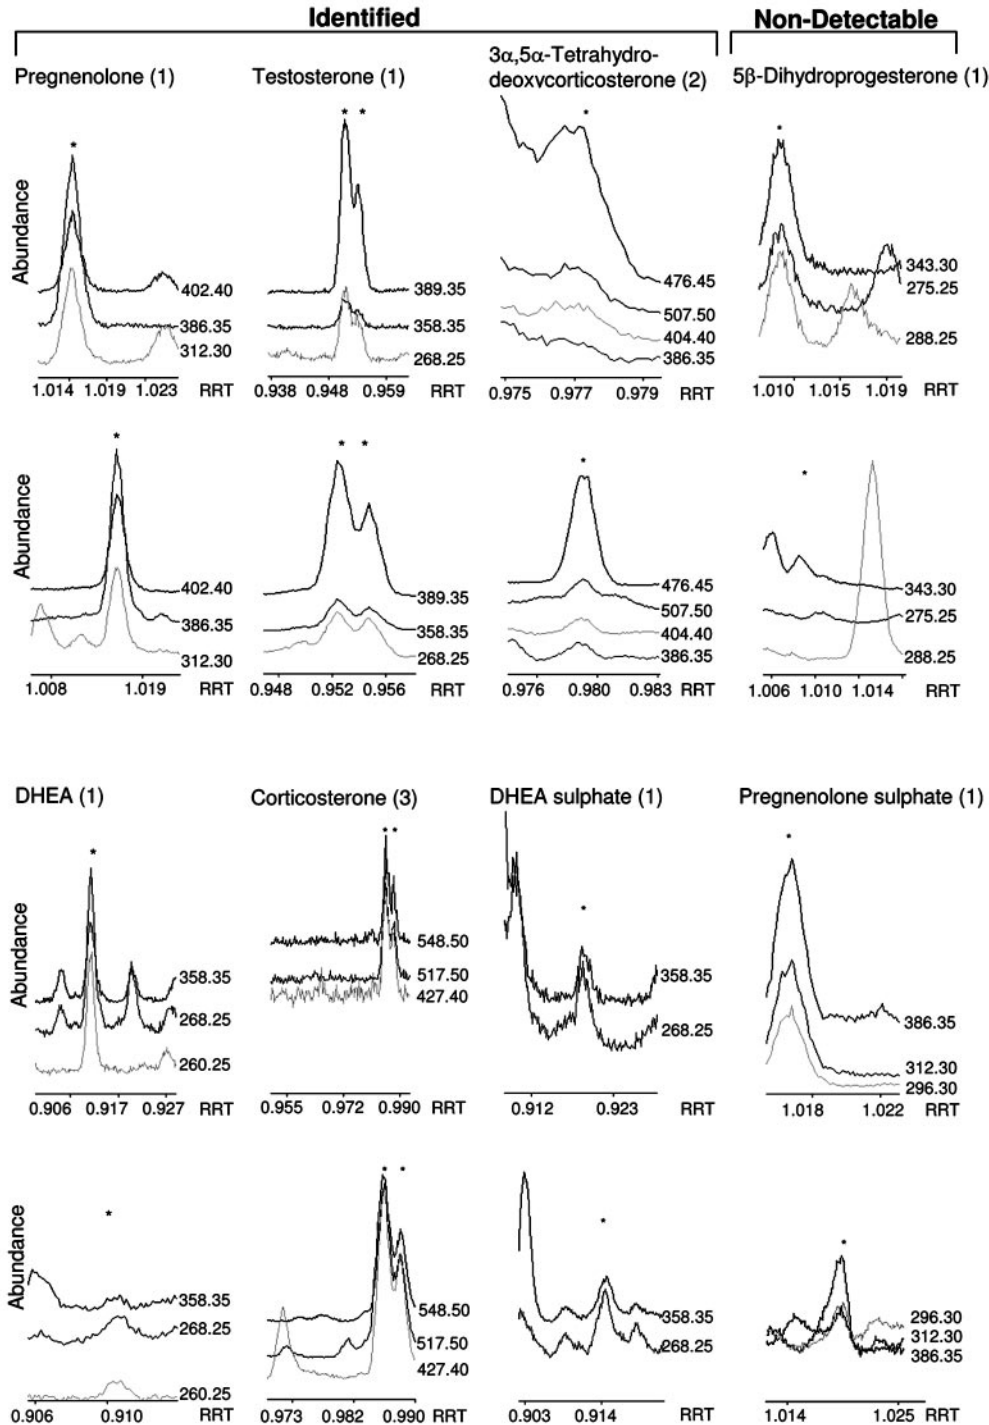 Identified
Non-Detectable
Pregnenolone (1)
Testosterone (1)
3α,5α-Tetrahydro-
deoxycorticosterone (2)
5β-Dihydroprogesterone (1)
*
* *
*
*
Abundance
402.40
386.35
312.30
389.35
358.35
268.25
476.45
507.50
404.40
386.35
343.30
275.25
288.25
1.014 1.019 1.023 RRT
0.938 0.948 0.959 RRT
0.975 0.977 0.979 RRT
1.010 1.015 1.019 RRT
*
* *
*
*
Abundance
402.40
386.35
312.30
389.35
358.35
268.25
476.45
507.50
404.40
386.35
343.30
275.25
288.25
1.008 1.019 RRT
0.948 0.952 0.956 RRT
0.976 0.980 0.983 RRT
1.006 1.010 1.014 RRT
DHEA (1)
Corticosterone (3)
DHEA sulphate (1)
Pregnenolone sulphate (1)
*
* *
*
*
Abundance
358.35
268.25
260.25
548.50
517.50
427.40
358.35
268.25
386.35
312.30
296.30
0.906 0.917 0.927 RRT
0.955 0.972 0.990 RRT
0.912 0.923 RRT
1.018 1.022 RRT
*
* *
*
*
Abundance
358.35
268.25
260.25
548.50
517.50
427.40
358.35
268.25
296.30
312.30
386.35
0.906 0.910 RRT
0.973 0.982 0.990 RRT
0.903 0.914 RRT
1.014 1.025 RRT